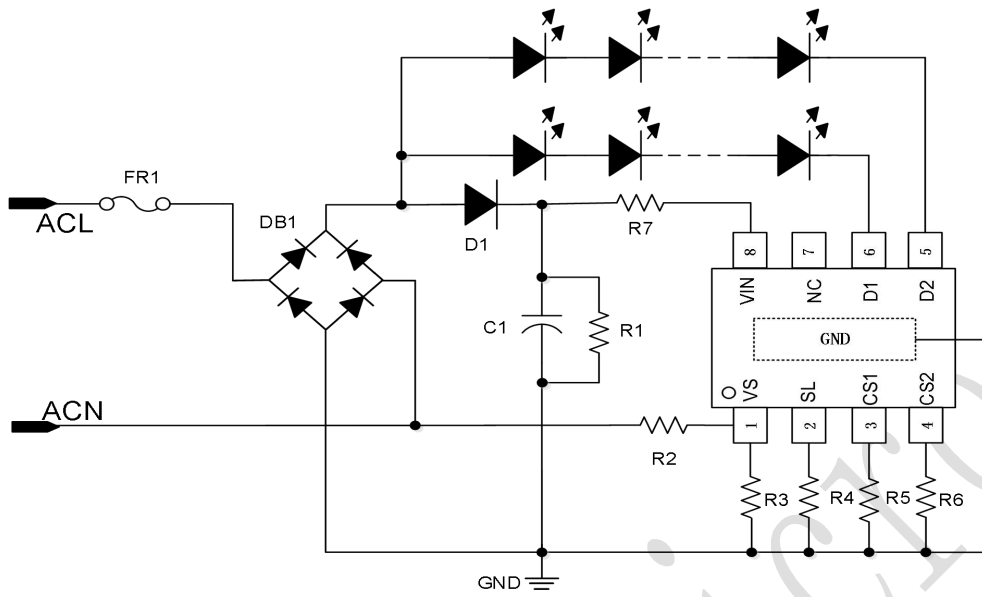 FR1
ACL
DB1
D1
R7
8 7 6 5
VIN NC D1 D2
C1
R1
GND
VS SL CS1 CS2
ACN
1 2 3 4
R2
R3 R4 R5 R6
GND